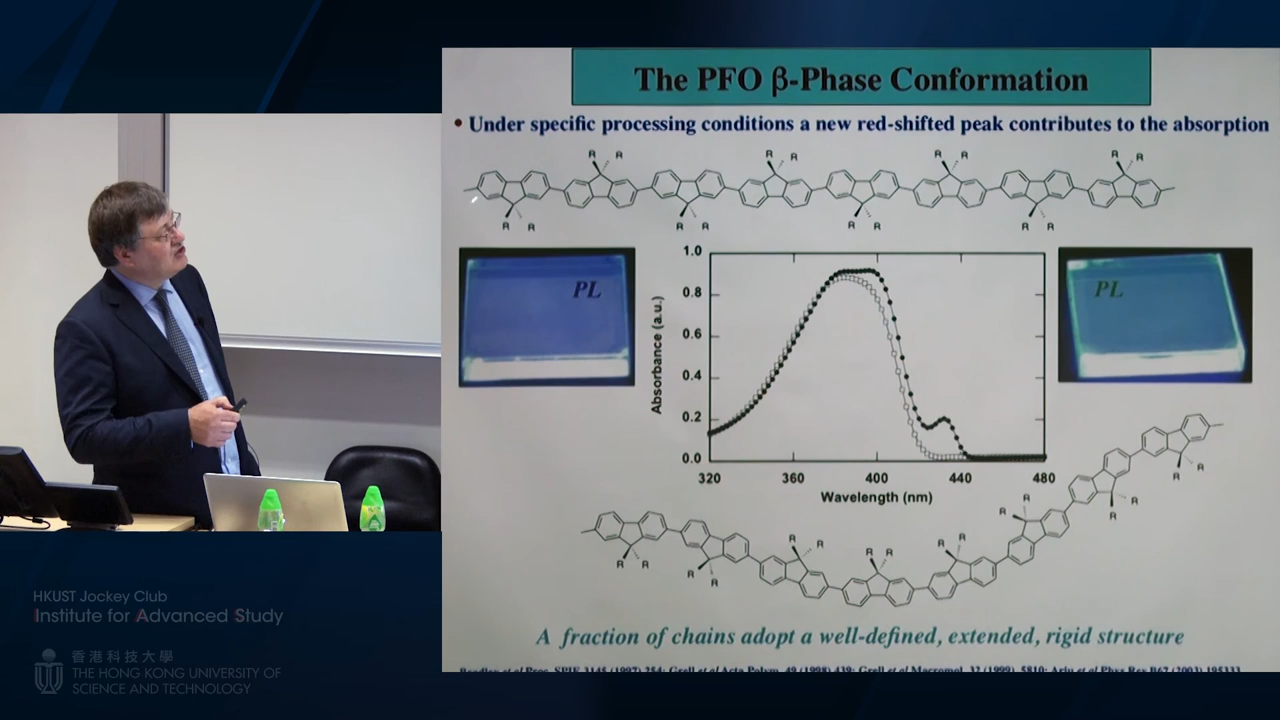 The PFO β-Phase Conformation
• Under specific processing conditions a new red-shifted peak contributes to the absorption
R R R R R R R R
R R R R R R R R
PL
PL
Absorbance (a.u.)
1.0
0.8
0.6
0.4
0.2
0.0
320 360 400 440 480
Wavelength (nm)
R R
R R
R R
R R
R R
R R
R R
R R
A fraction of chains adopt a well-defined, extended, rigid structure
HKUST Jockey Club
Institute for Advanced Study
香港科技大學
THE HONG KONG UNIVERSITY OF
SCIENCE AND TECHNOLOGY